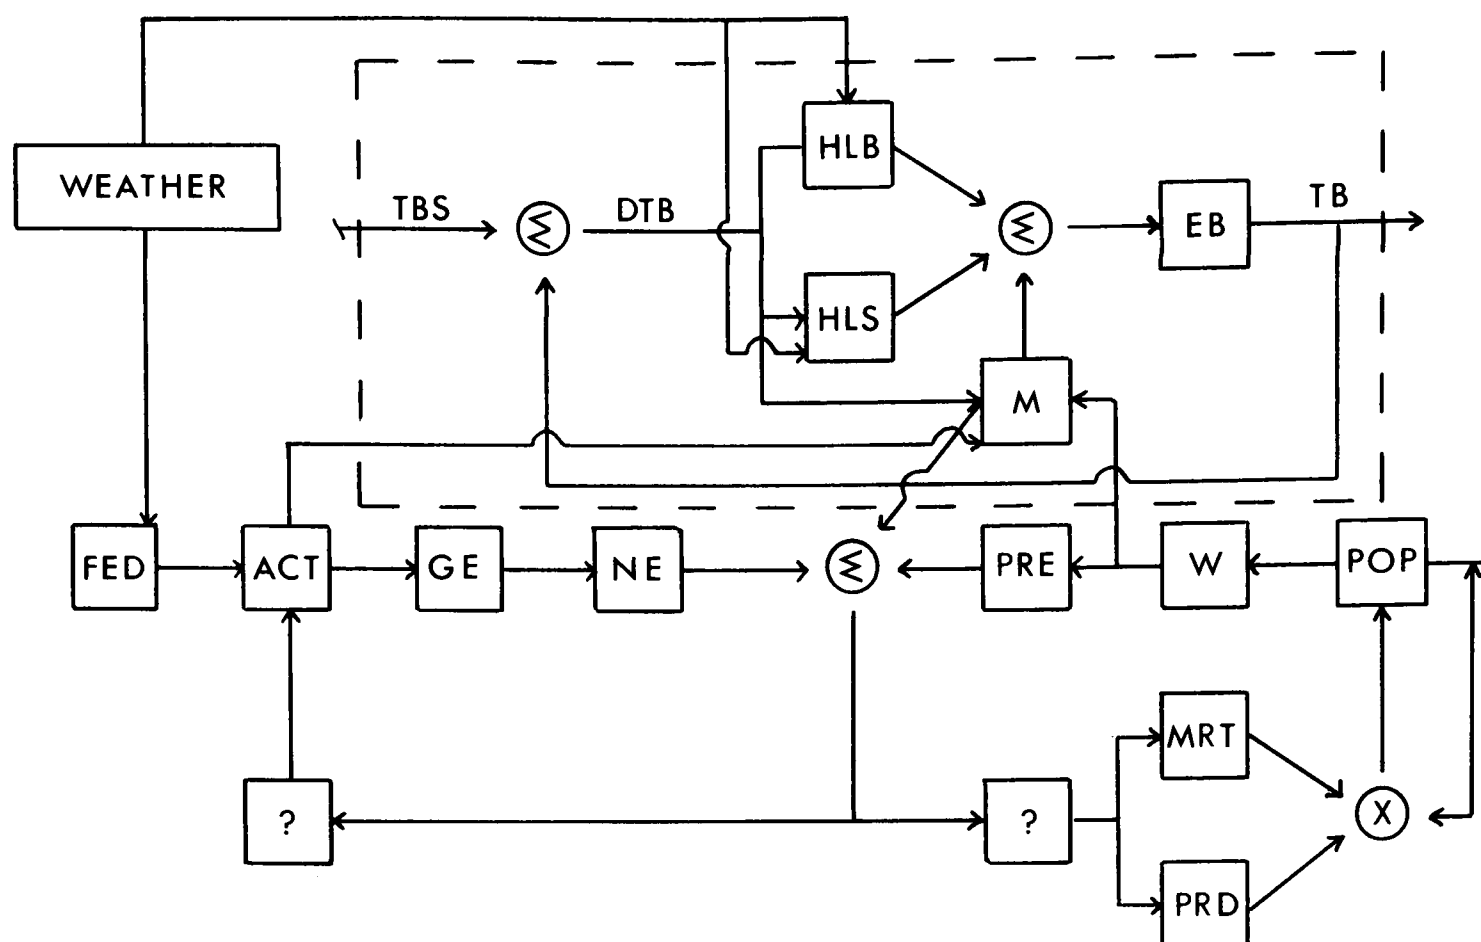 HLB
WEATHER
TBS
DTB
Σ
Σ
EB
TB
HLS
M
FED
ACT
GE
NE
Σ
PRE
W
POP
MRT
?
?
X
PRD